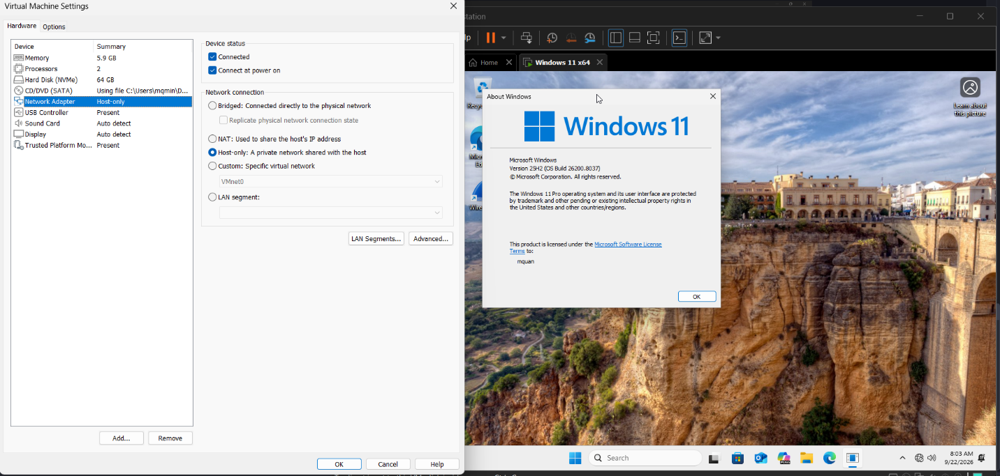 Virtual Machine Settings
Hardware
Options
Device Summary
Memory 5.9 GB
Processors 2
Hard Disk (NVMe) 64 GB
CD/DVD (SATA) Using file C:\Users\mqmin\D...
Network Adapter Host-only
USB Controller Present
Sound Card Auto detect
Display Auto detect
Trusted Platform Mo... Present
Add...
Remove
Device status
Connected
Connect at power on
Network connection
Bridged: Connected directly to the physical network
Replicate physical network connection state
NAT: Used to share the host's IP address
Host-only: A private network shared with the host
Custom: Specific virtual network
VMnet0
LAN segment:
LAN Segments...
Advanced...
OK
Cancel
Help
station
Home
Windows 11 x64
Learn about
this picture
About Windows
Windows 11
Microsoft Windows
Version 25H2 (OS Build 26200.8037)
© Microsoft Corporation. All rights reserved.
The Windows 11 Pro operating system and its user interface are protected
by trademark and other pending or existing intellectual property rights in
the United States and other countries/regions.
This product is licensed under the Microsoft Software License
Terms to:
mquan
OK
Search
8:03 AM
9/22/2026